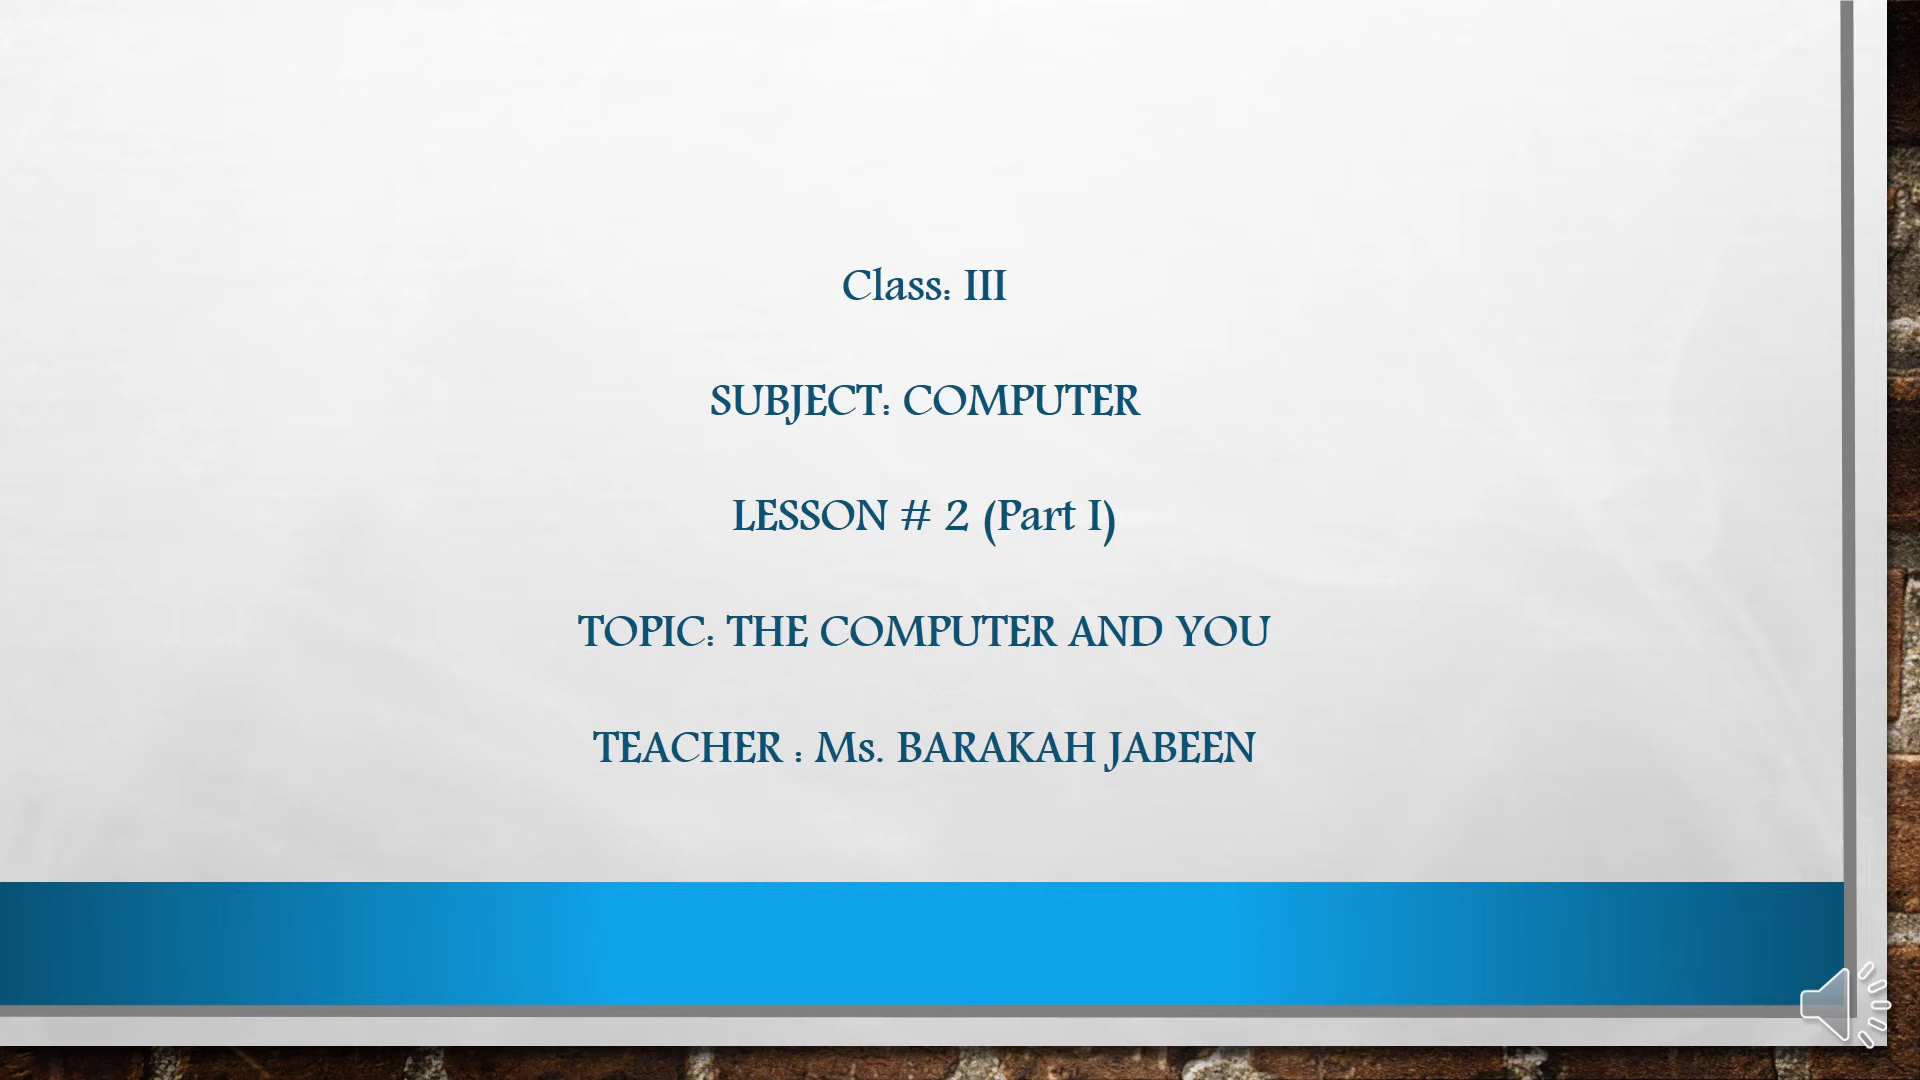 Class: III
SUBJECT: COMPUTER
LESSON # 2 (Part I)
TOPIC: THE COMPUTER AND YOU
TEACHER : Ms. BARAKAH JABEEN